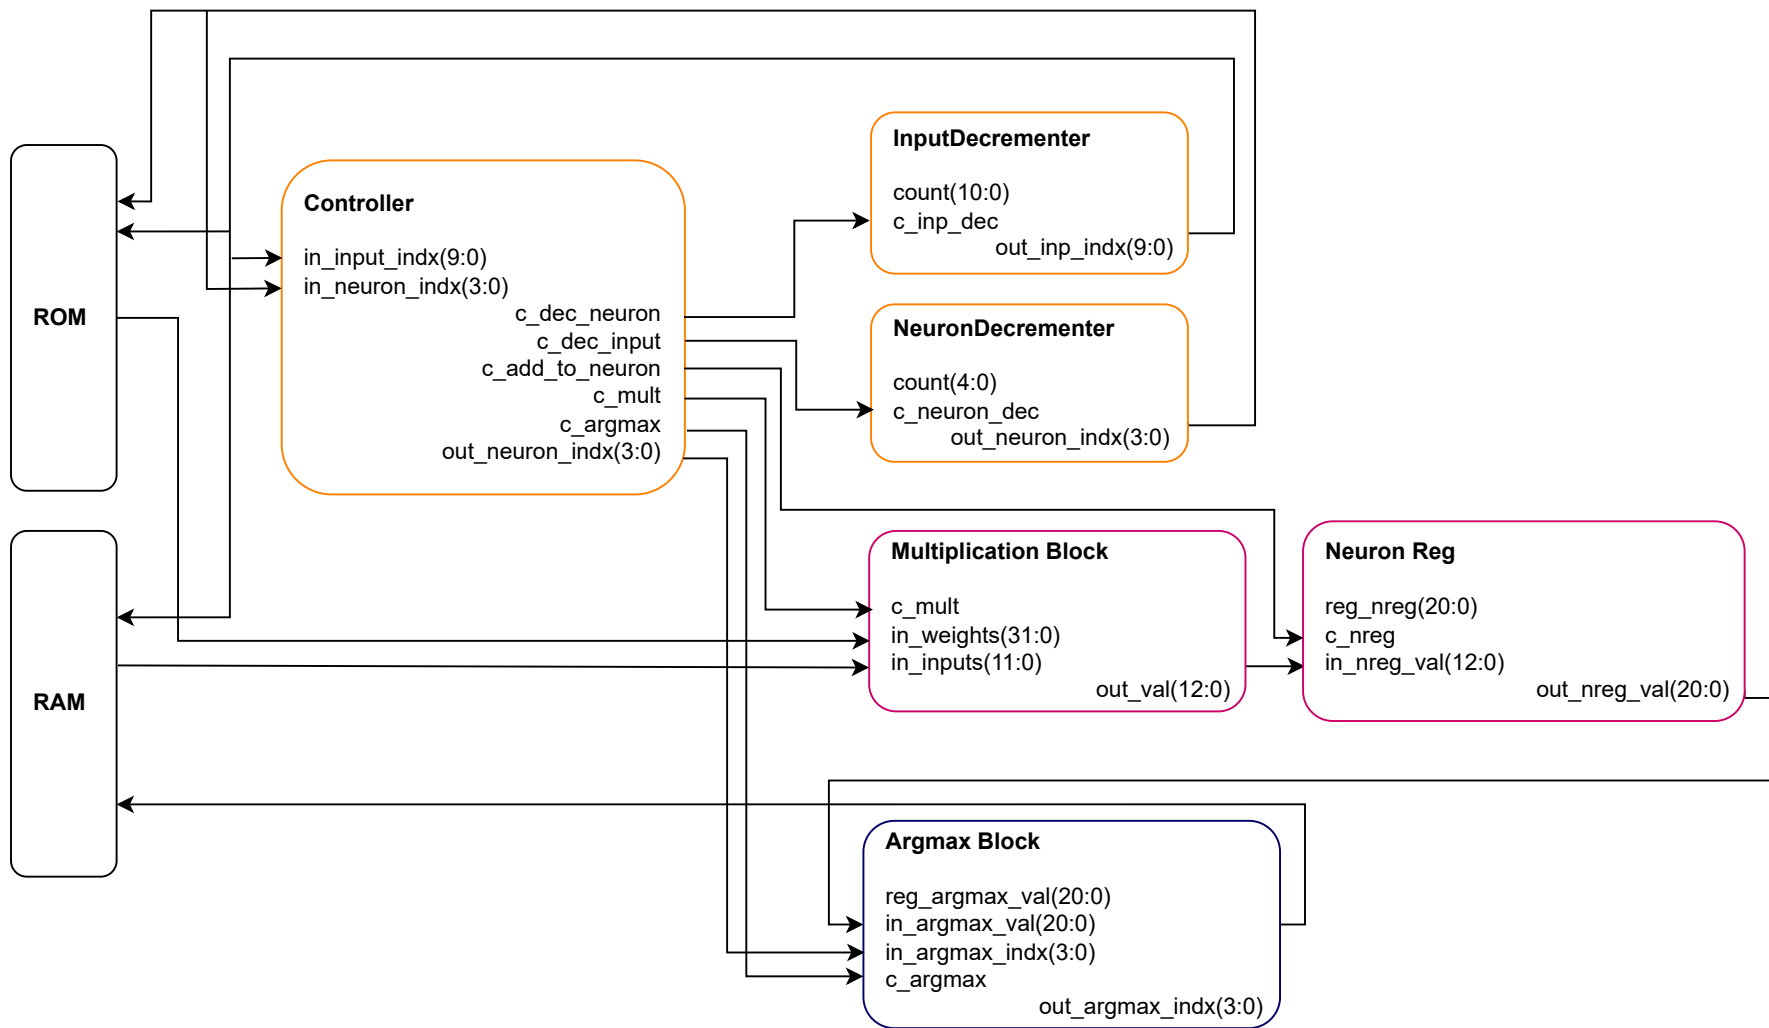 ROM
RAM
Controller
in_input_indx(9:0)
in_neuron_indx(3:0)
c_dec_neuron
c_dec_input
c_add_to_neuron
c_mult
c_argmax
out_neuron_indx(3:0)
InputDecrementer
count(10:0)
c_inp_dec
out_inp_indx(9:0)
NeuronDecrementer
count(4:0)
c_neuron_dec
out_neuron_indx(3:0)
Multiplication Block
c_mult
in_weights(31:0)
in_inputs(11:0)
out_val(12:0)
Neuron Reg
reg_nreg(20:0)
c_nreg
in_nreg_val(12:0)
out_nreg_val(20:0)
Argmax Block
reg_argmax_val(20:0)
in_argmax_val(20:0)
in_argmax_indx(3:0)
c_argmax
out_argmax_indx(3:0)